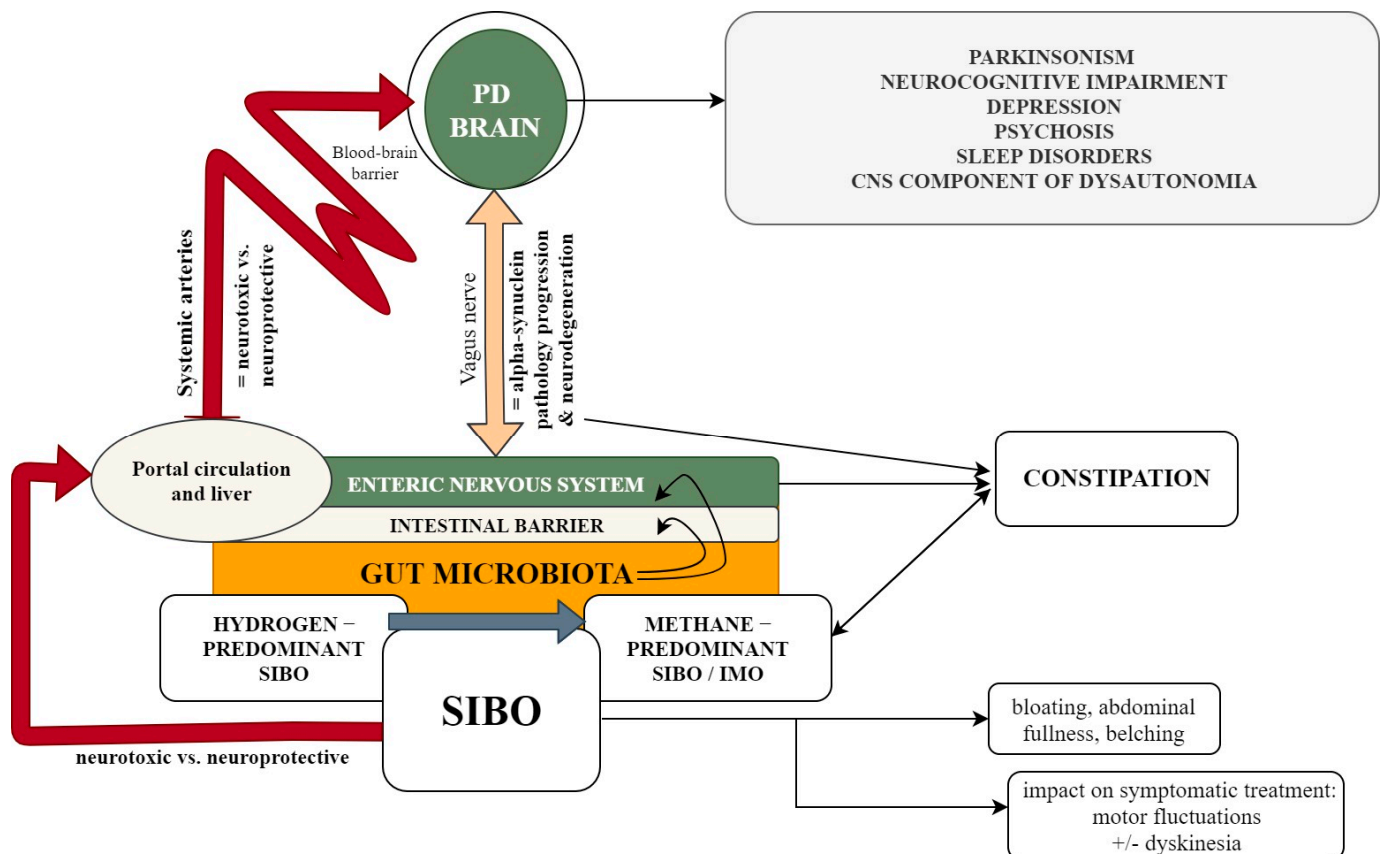 PD
BRAIN
PARKINSONISM
NEUROCOGNITIVE IMPAIRMENT
DEPRESSION
PSYCHOSIS
SLEEP DISORDERS
CNS COMPONENT OF DYSAUTONOMIA
Blood-brain
barrier
Systemic arteries
= neurotoxic vs.
neuroprotective
Vagus nerve
= alpha-synuclein
pathology progression
& neurodegeneration
Portal circulation
and liver
ENTERIC NERVOUS SYSTEM
INTESTINAL BARRIER
GUT MICROBIOTA
CONSTIPATION
HYDROGEN −
PREDOMINANT
SIBO
METHANE −
PREDOMINANT
SIBO / IMO
SIBO
neurotoxic vs. neuroprotective
bloating, abdominal
fullness, belching
impact on symptomatic treatment:
motor fluctuations
+/- dyskinesia